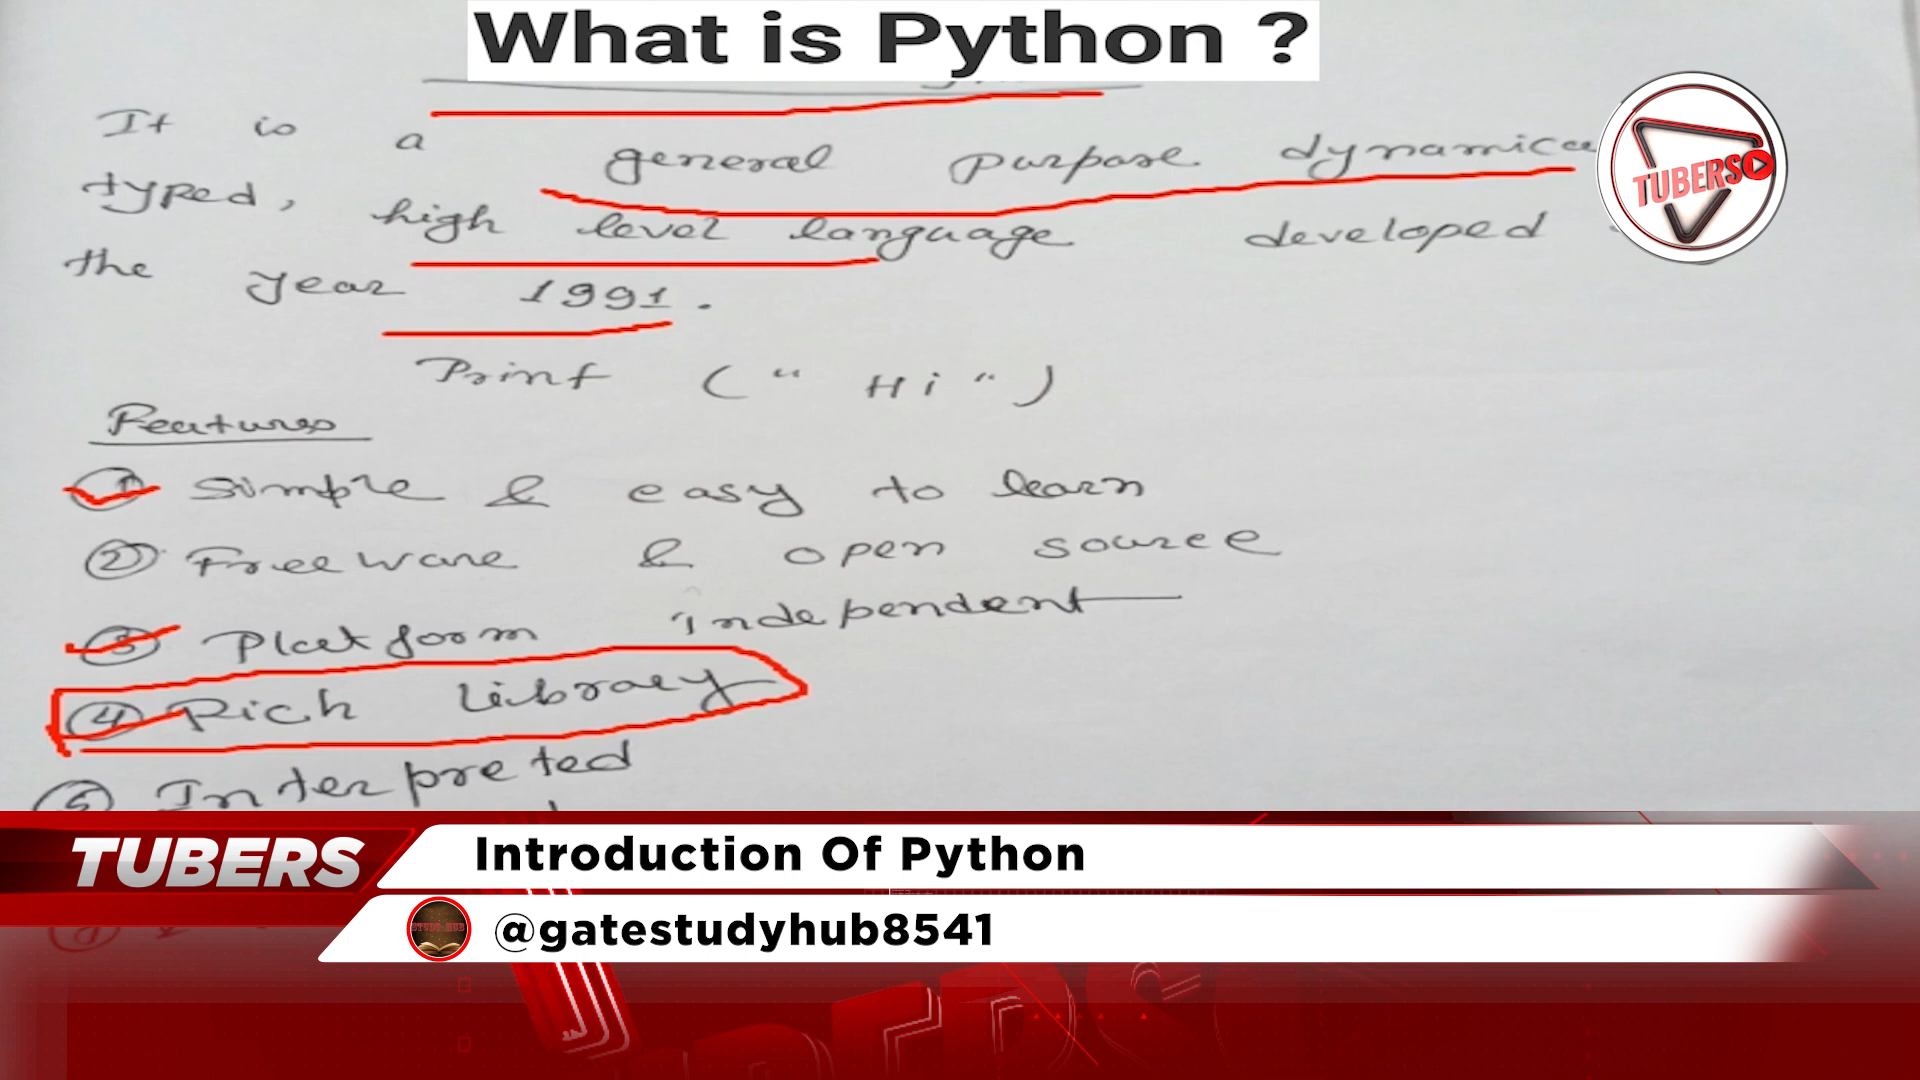 What is Python ?
It is a general purpose dynamica
typed, high level language developed
the year 1991.
Print (" Hi ")
Features
① Simple & easy to learn
② Freeware & open source
③ Platform Independent
④ Rich Library
⑤ Interpreted
TUBERS
TUBERS
Introduction Of Python
STUDY HUB
@gatestudyhub8541